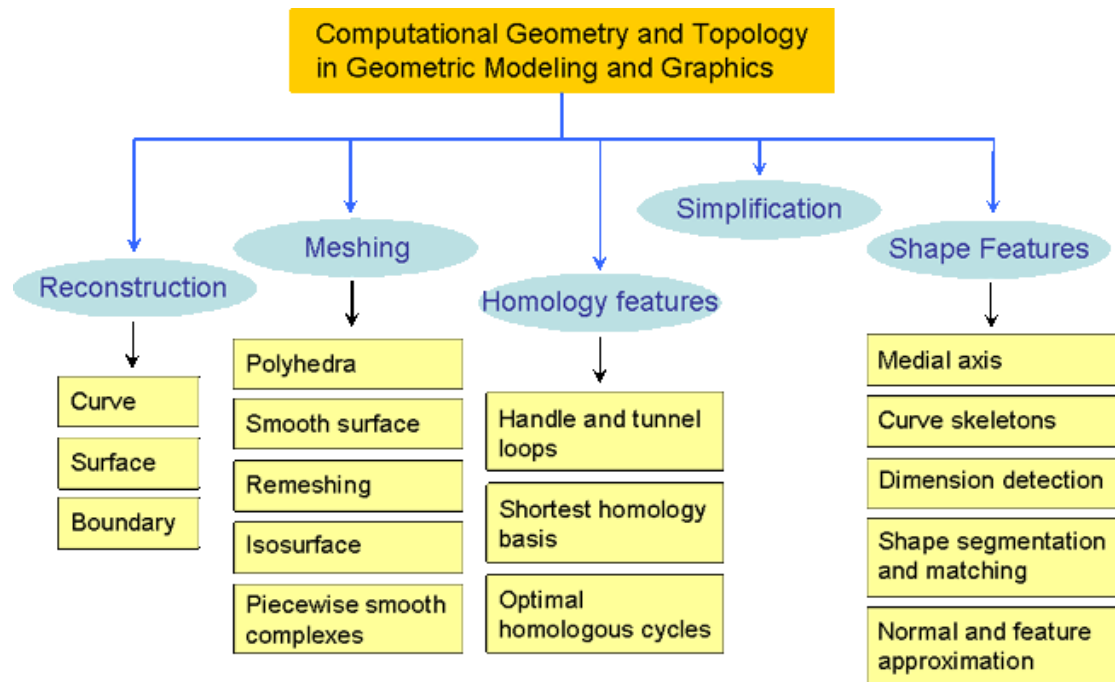 Computational Geometry and Topology
in Geometric Modeling and Graphics
Reconstruction
Curve
Surface
Boundary
Meshing
Polyhedra
Smooth surface
Remeshing
Isosurface
Piecewise smooth
complexes
Homology features
Handle and tunnel
loops
Shortest homology
basis
Optimal
homologous cycles
Simplification
Shape Features
Medial axis
Curve skeletons
Dimension detection
Shape segmentation
and matching
Normal and feature
approximation